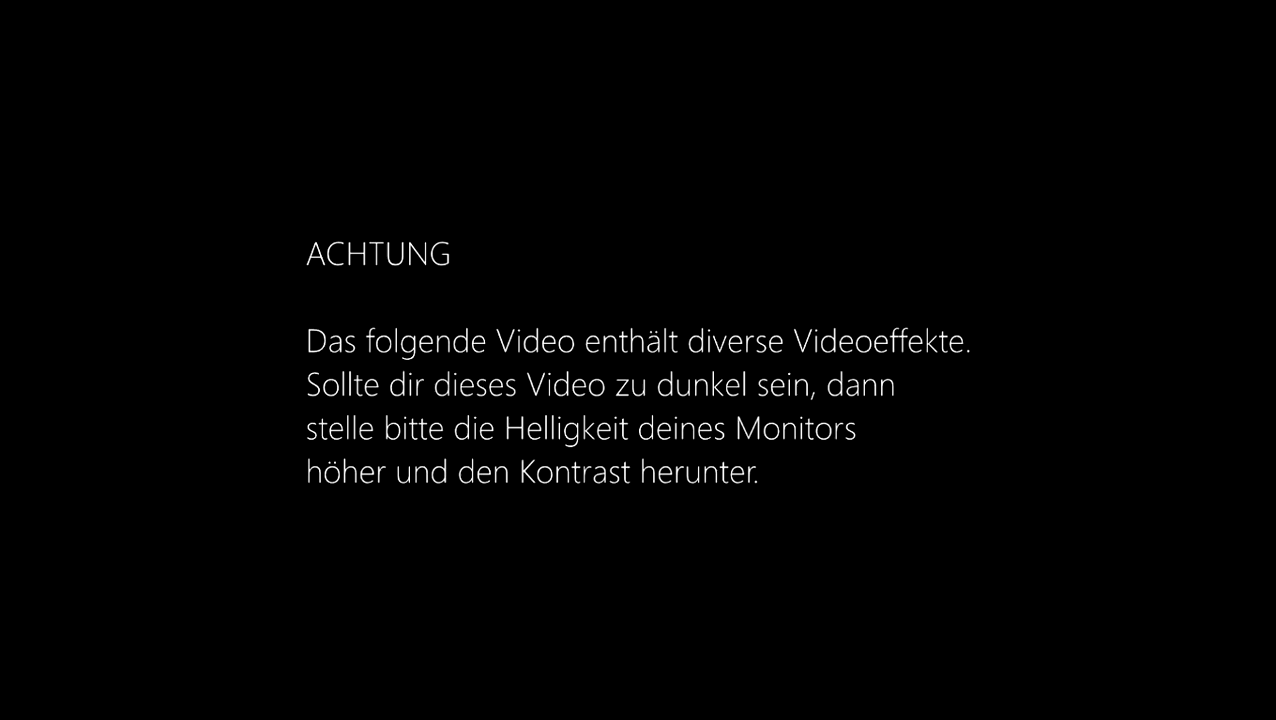 ACHTUNG
Das folgende Video enthält diverse Videoeffekte.
Sollte dir dieses Video zu dunkel sein, dann
stelle bitte die Helligkeit deines Monitors
höher und den Kontrast herunter.